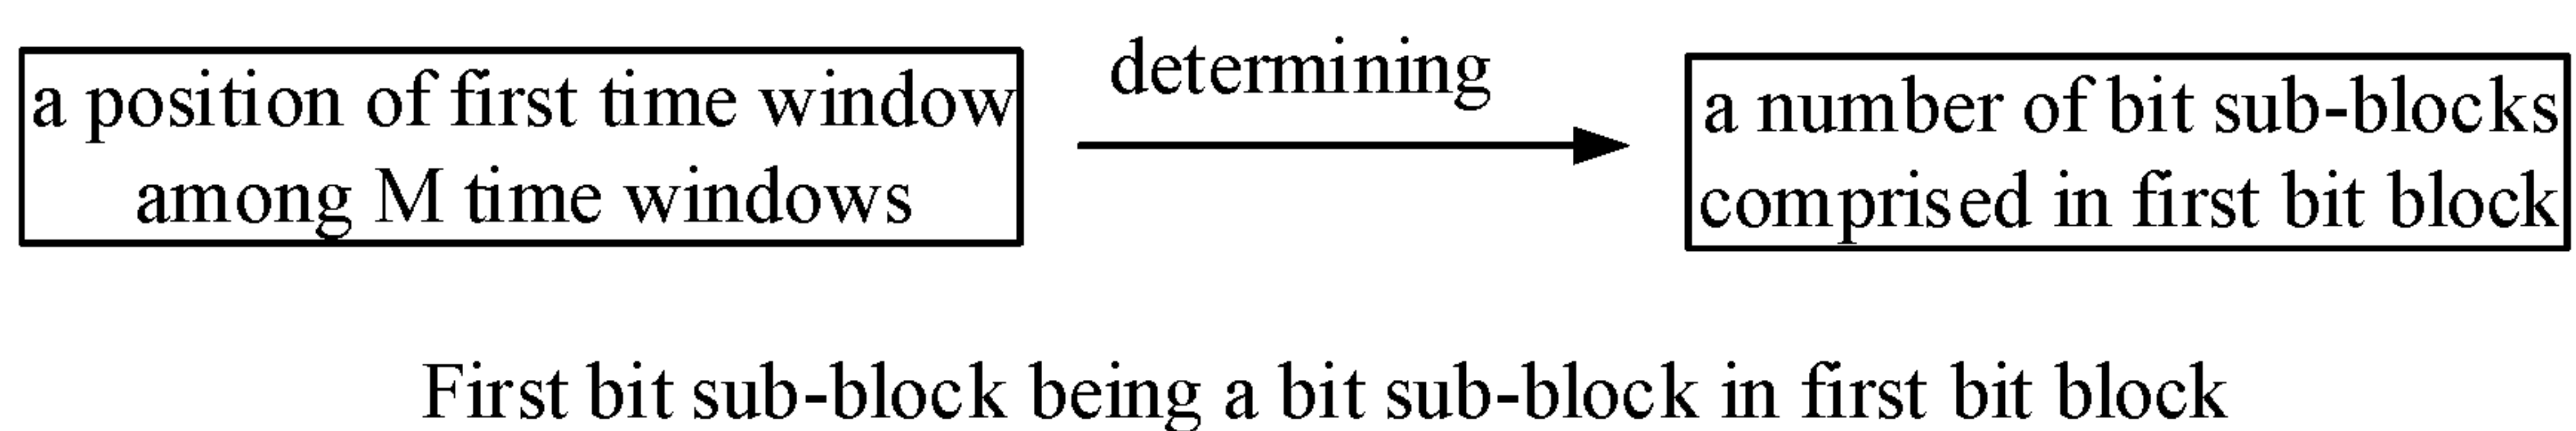 a position of first time window
among M time windows
determining
a number of bit sub-blocks
comprised in first bit block
First bit sub-block being a bit sub-block in first bit block